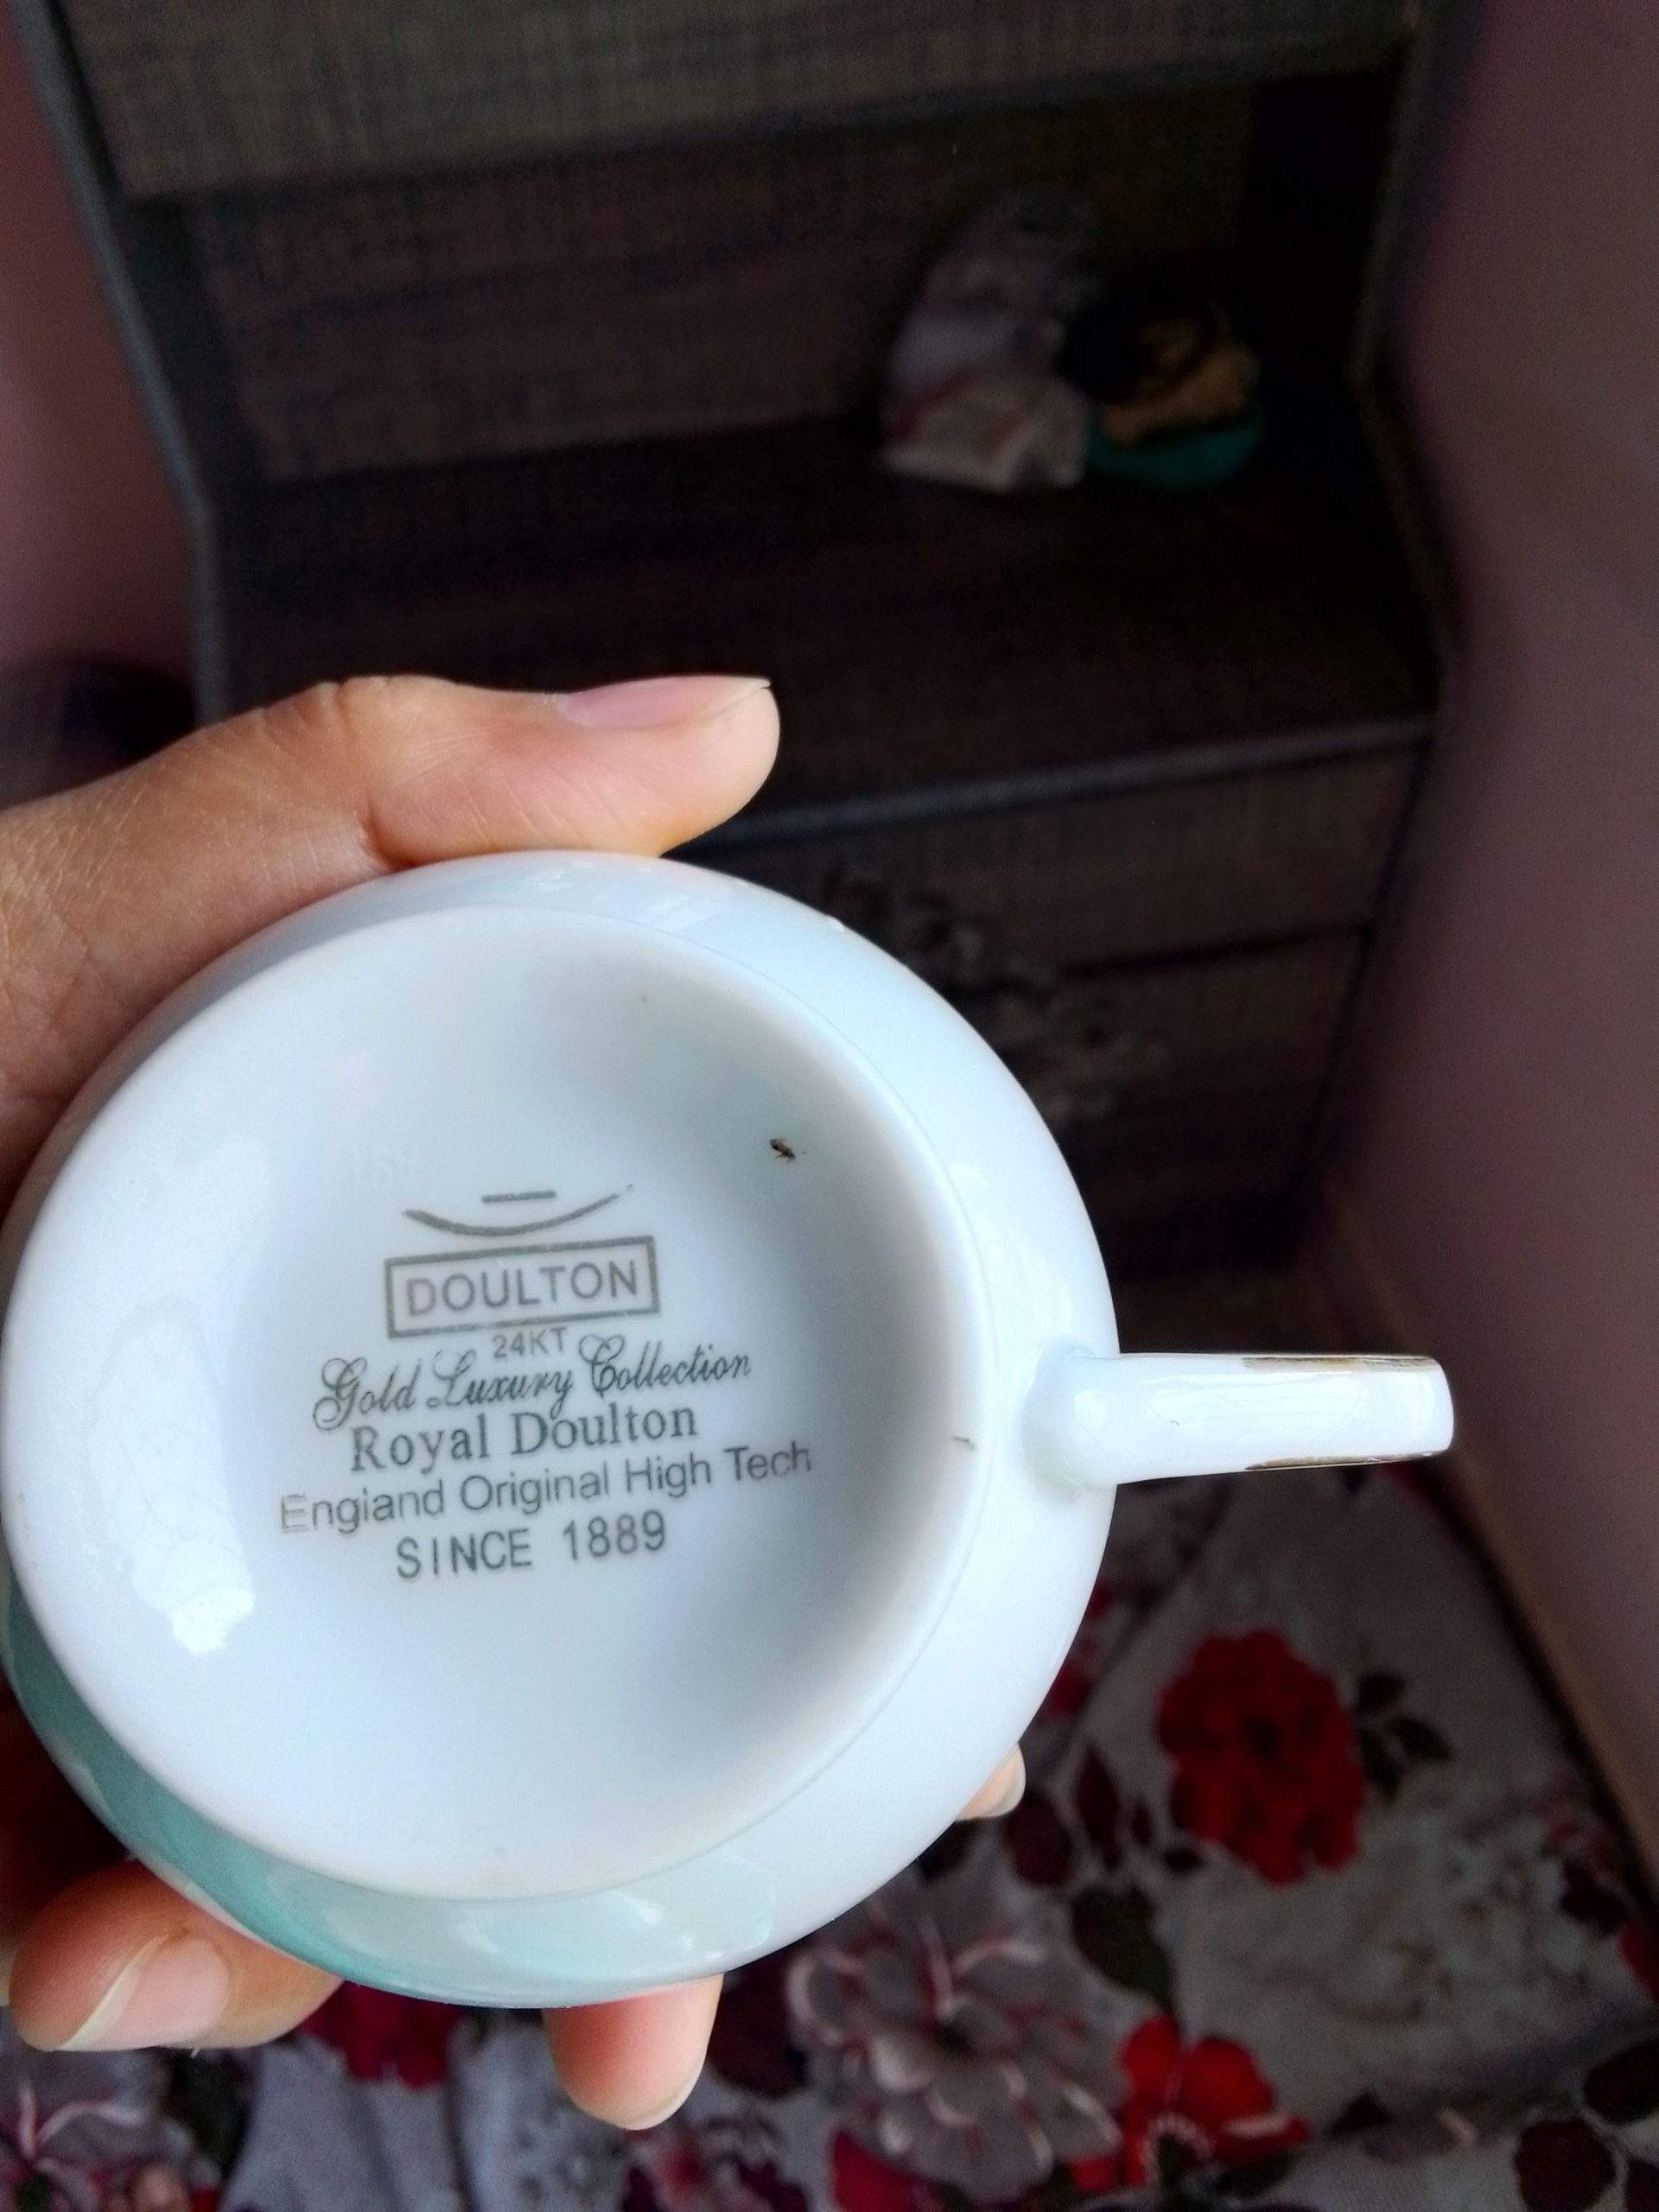 DOULTON
24KT
Gold Luxury Collection
Royal Doulton
Engiand Original High Tech
SINCE 1889